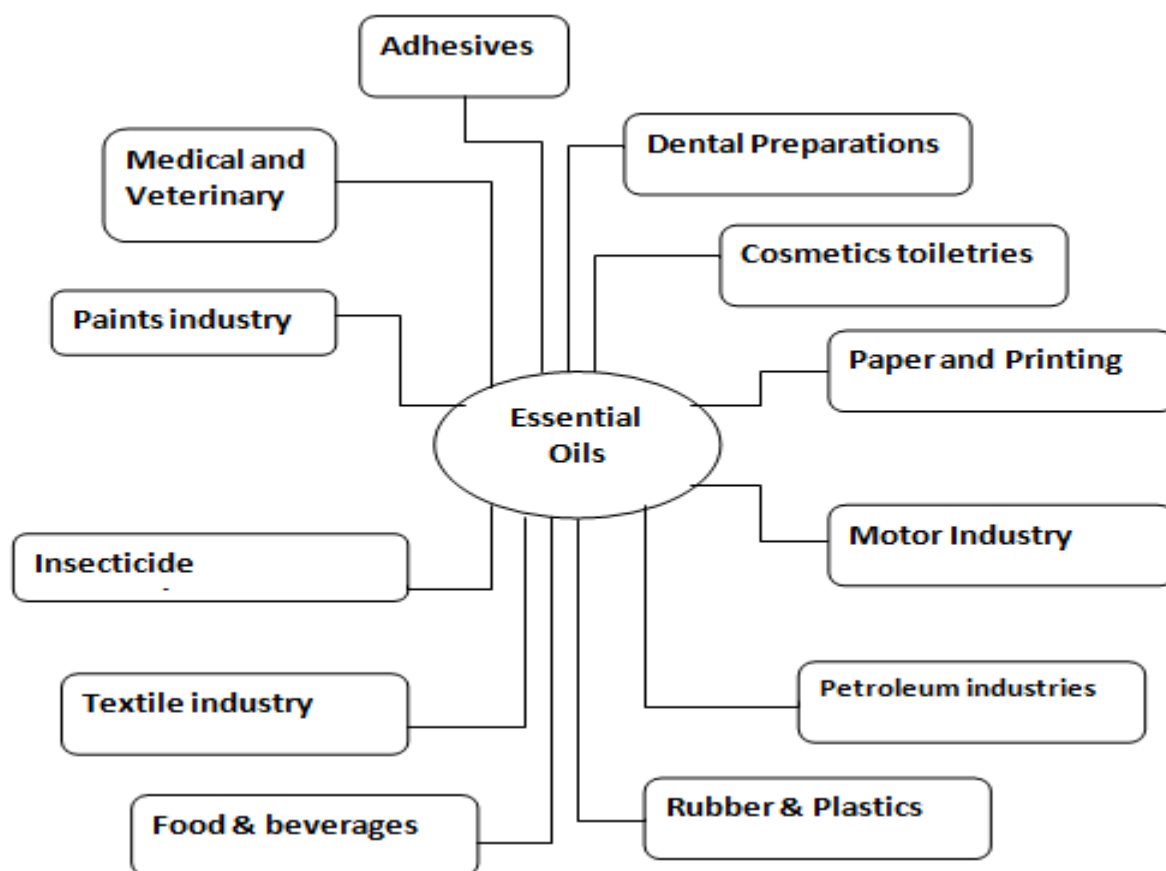 Adhesives
Dental Preparations
Medical and
Veterinary
Cosmetics toiletries
Paints industry
Paper and Printing
Essential
Oils
Motor Industry
Insecticide
Petroleum industries
Textile industry
Rubber & Plastics
Food & beverages